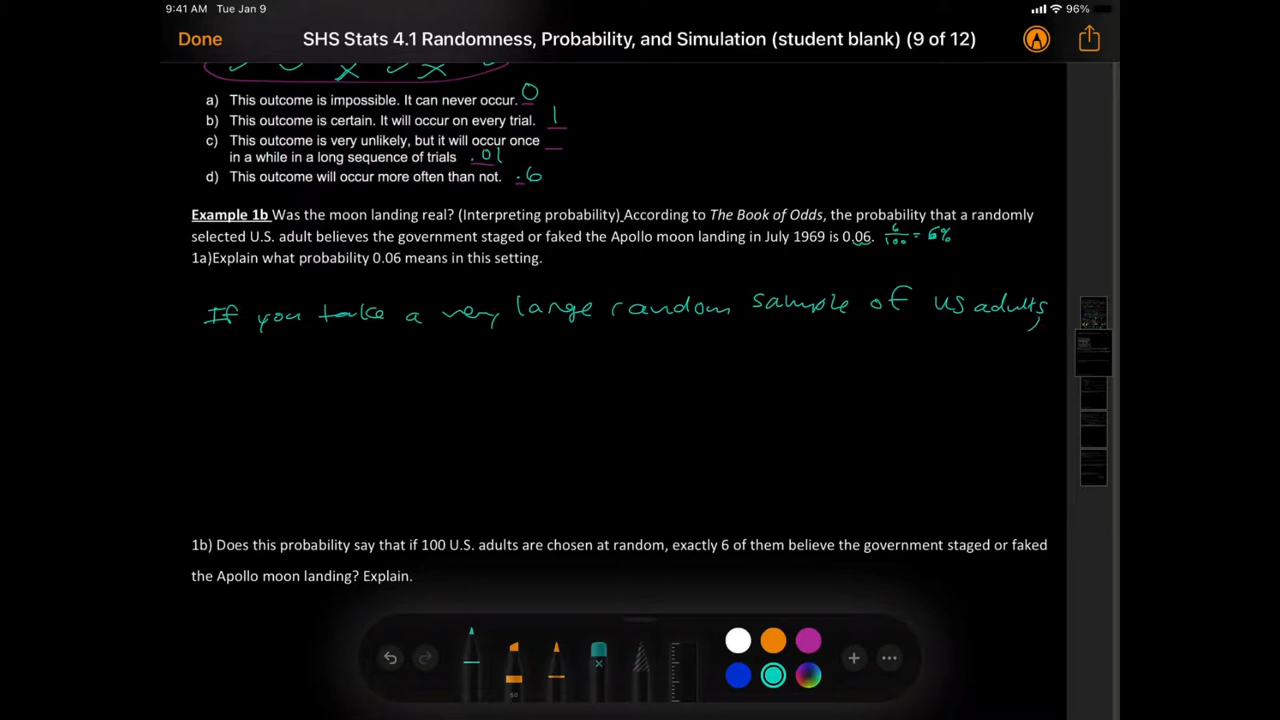 9:41 AM Tue Jan 9
96%
Done
SHS Stats 4.1 Randomness, Probability, and Simulation (student blank) (9 of 12)
a) This outcome is impossible. It can never occur. 0
b) This outcome is certain. It will occur on every trial. 1
c) This outcome is very unlikely, but it will occur once
in a while in a long sequence of trials .01
d) This outcome will occur more often than not. .6
Example 1b Was the moon landing real? (Interpreting probability) According to The Book of Odds, the probability that a randomly
selected U.S. adult believes the government staged or faked the Apollo moon landing in July 1969 is 0.06. 6/100 = 6%
1a)Explain what probability 0.06 means in this setting.
If you take a very large random sample of US adults,
1b) Does this probability say that if 100 U.S. adults are chosen at random, exactly 6 of them believe the government staged or faked
the Apollo moon landing? Explain.
50